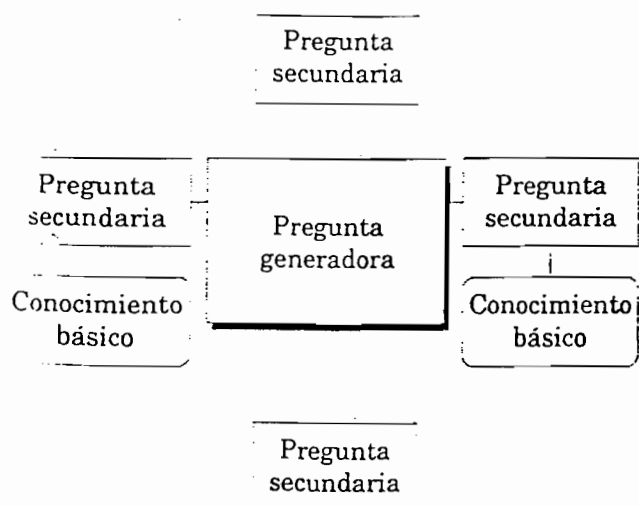 Pregunta
secundaria
Pregunta
secundaria
Pregunta
generadora
Pregunta
secundaria
Conocimiento
básico
Conocimiento
básico
Pregunta
secundaria